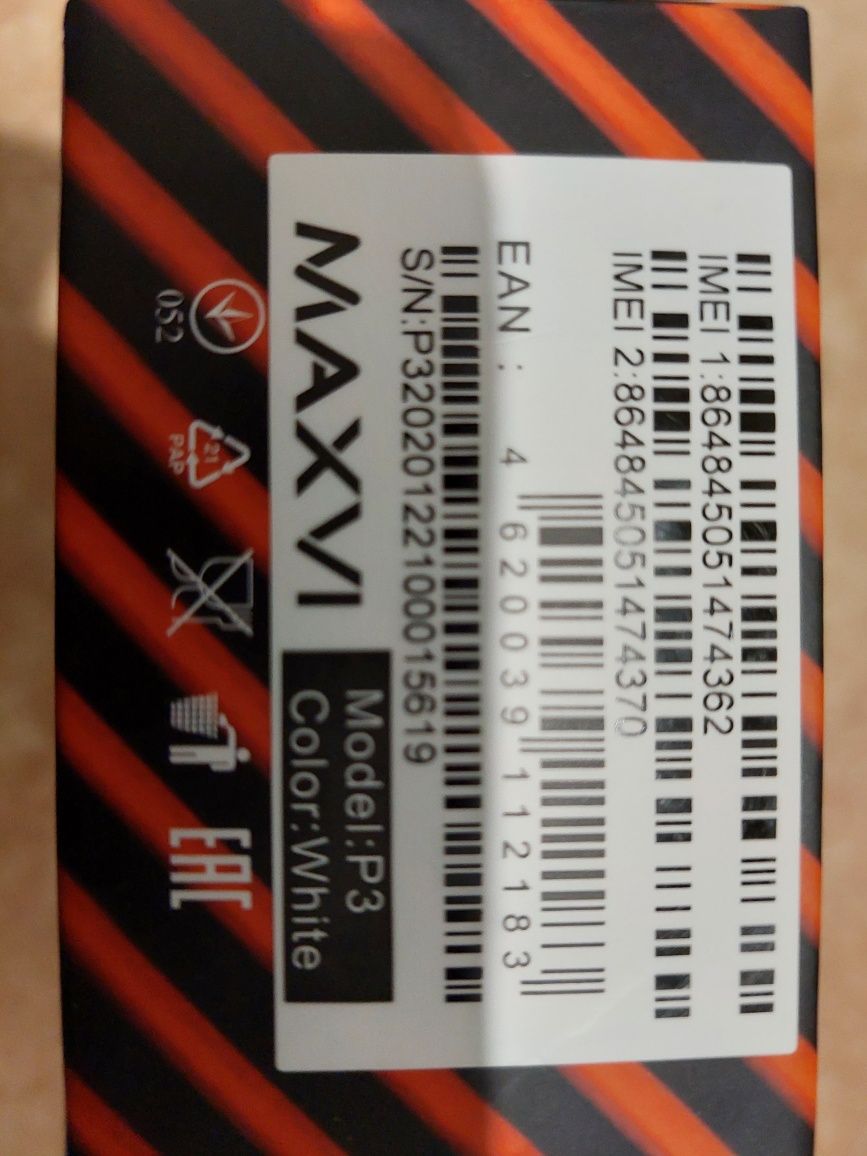 IMEI 1:864845051474362
IMEI 2:864845051474370
EAN : 4 620039 112183
S/N:P32020122100015619
MAXVI
Model:P3
Color:White
052
21
PAP
EAC